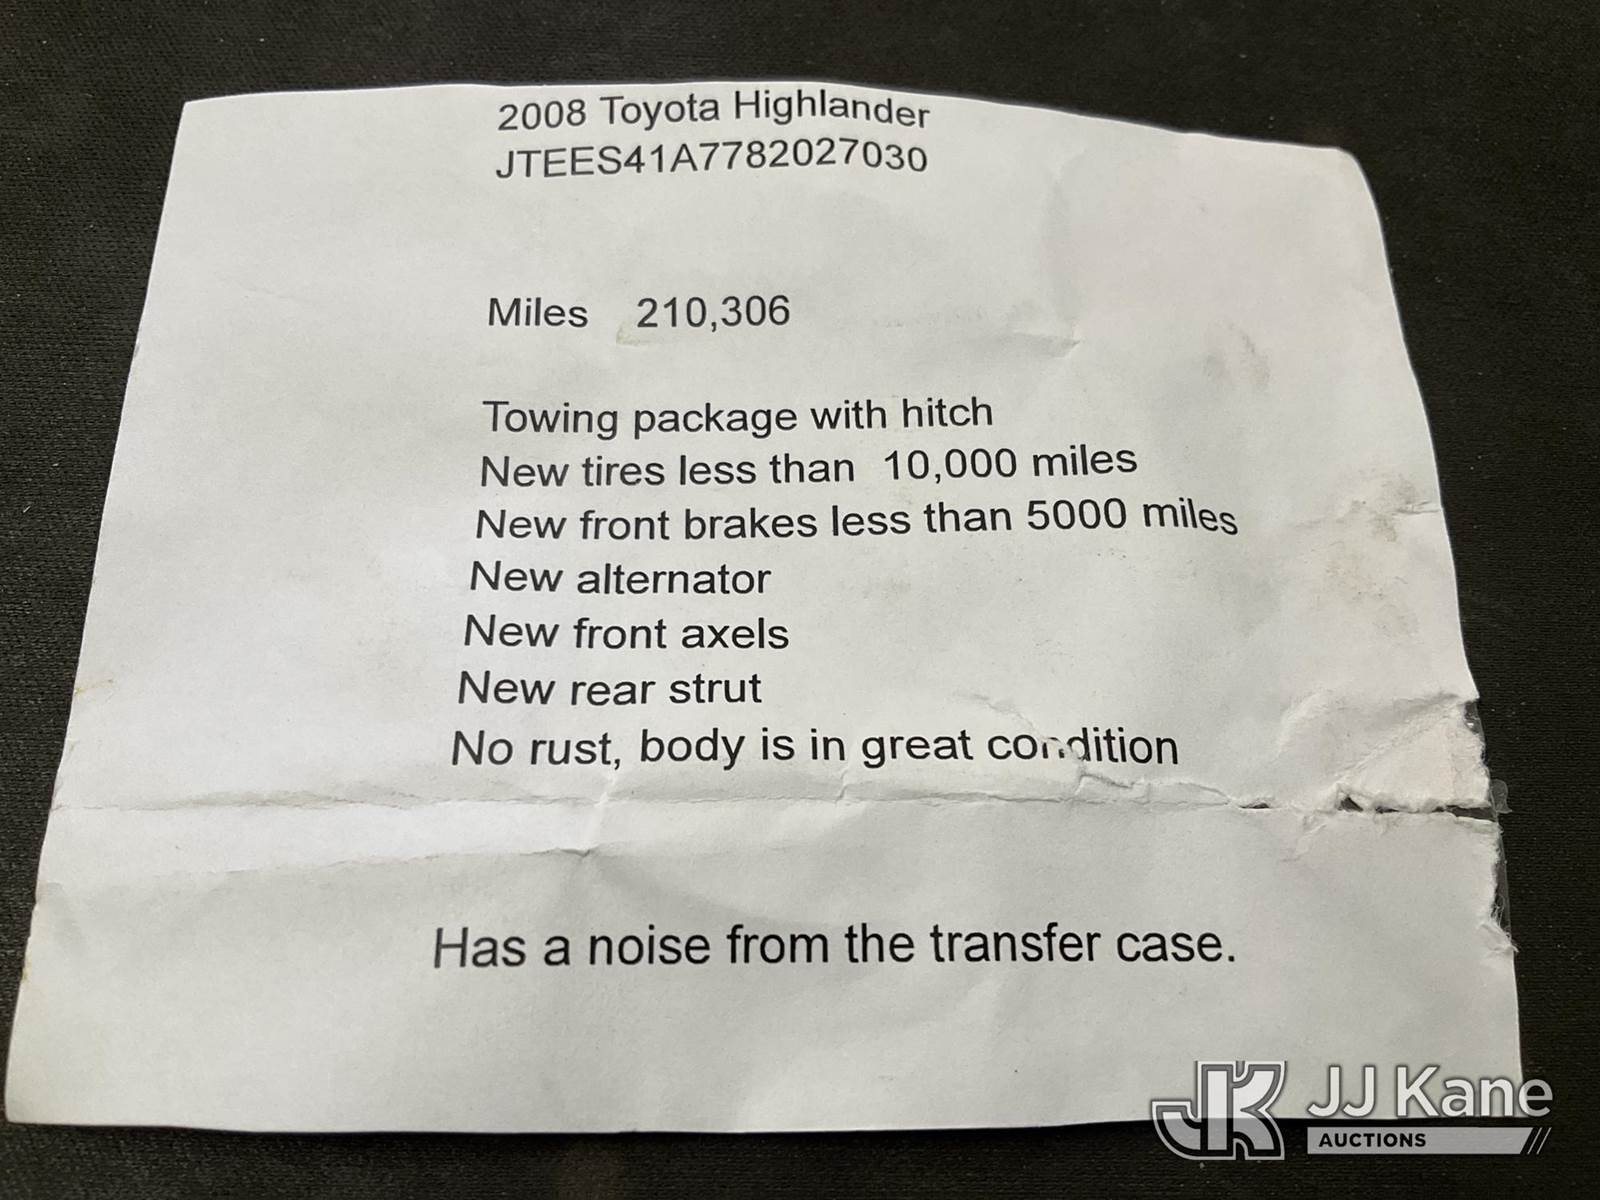 2008 Toyota Highlander
JTEES41A7782027030
Miles 210,306
Towing package with hitch
New tires less than 10,000 miles
New front brakes less than 5000 miles
New alternator
New front axels
New rear strut
No rust, body is in great condition
Has a noise from the transfer case.
JK JJ Kane
AUCTIONS